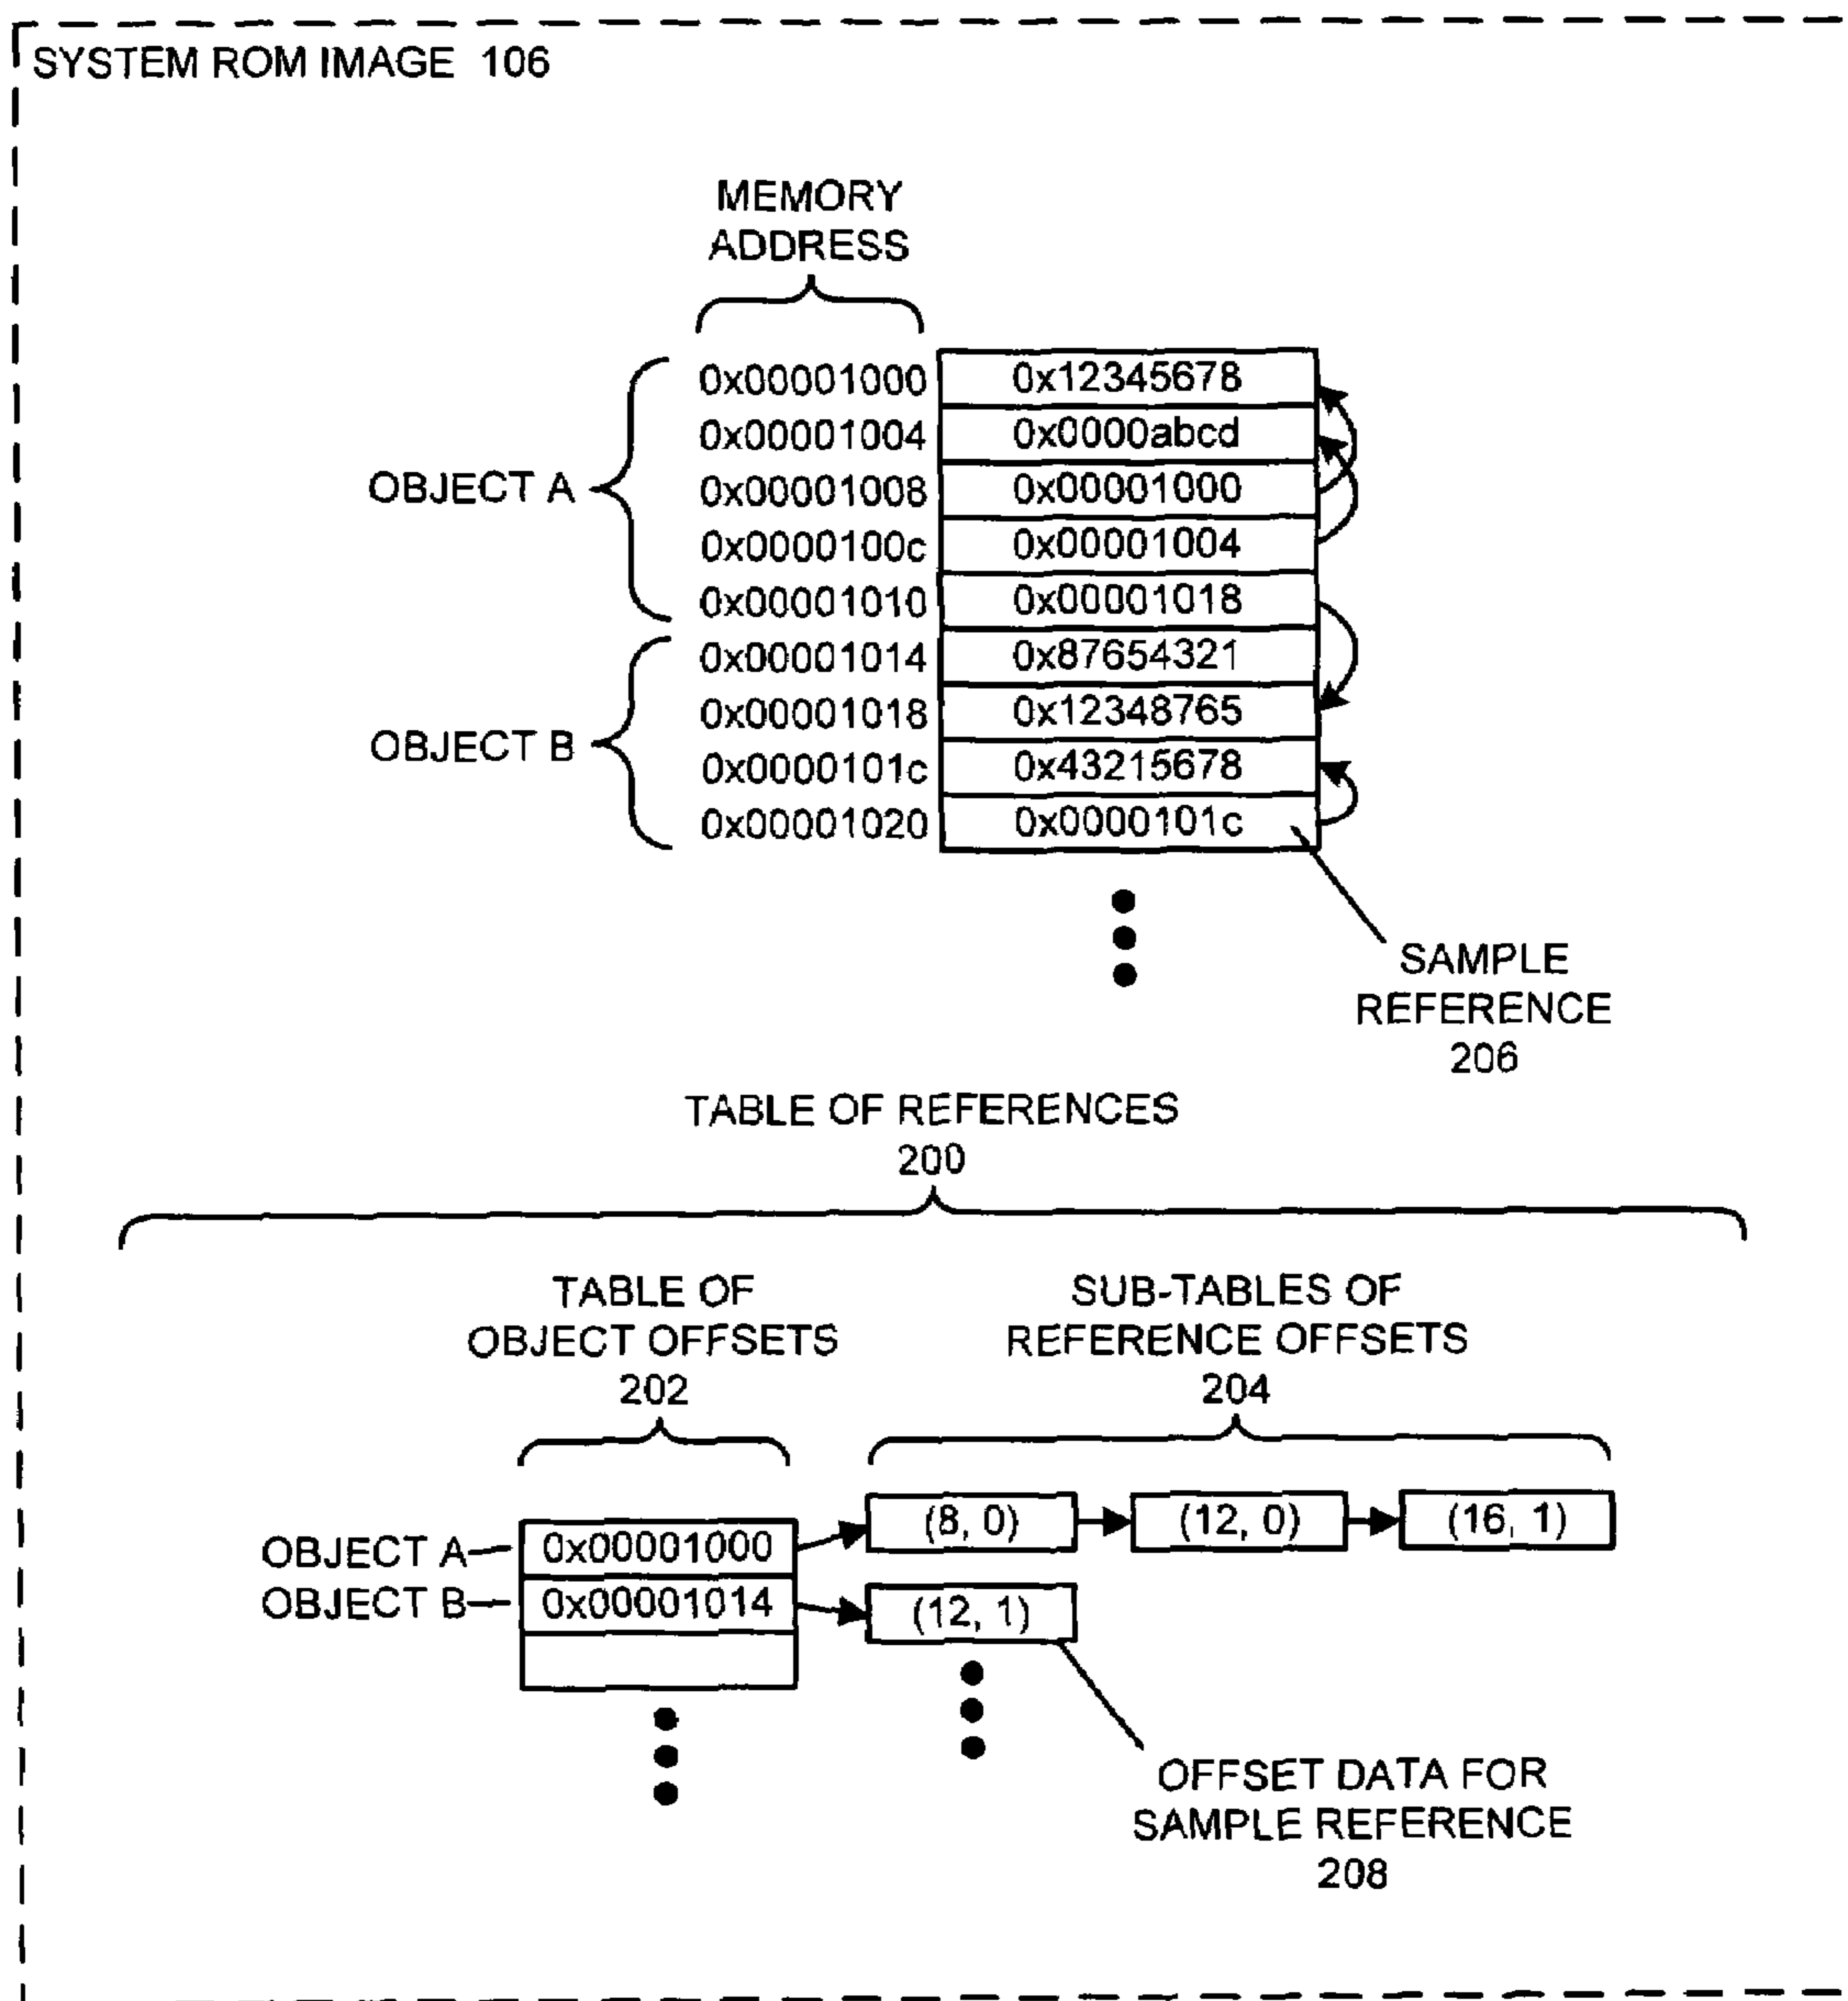 SYSTEM ROM IMAGE 106
MEMORY
ADDRESS
0x00001000 0x12345678
0x00001004 0x0000abcd
OBJECT A 0x00001008 0x00001000
0x0000100c 0x00001004
0x00001010 0x00001018
0x00001014 0x87654321
0x00001018 0x12348765
OBJECT B 0x0000101c 0x43215678
0x00001020 0x0000101c
SAMPLE
REFERENCE
206
TABLE OF REFERENCES
200
TABLE OF
OBJECT OFFSETS
202
SUB-TABLES OF
REFERENCE OFFSETS
204
OBJECT A 0x00001000 (8, 0) (12, 0) (16, 1)
OBJECT B 0x00001014 (12, 1)
OFFSET DATA FOR
SAMPLE REFERENCE
208